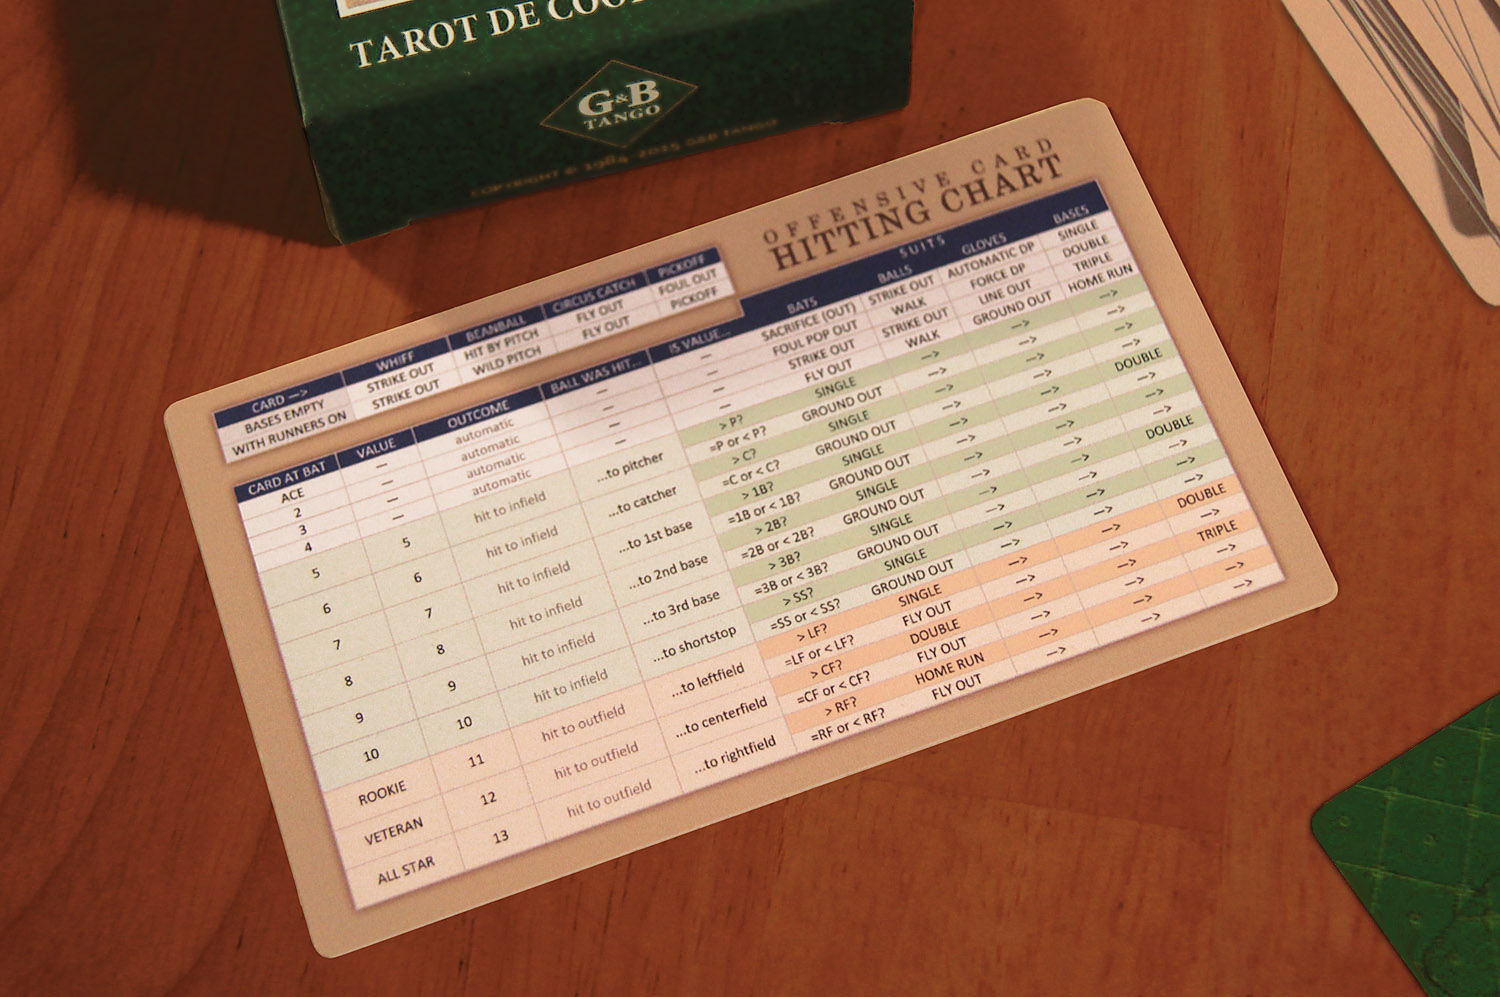 TAROT DE COO
G&B
TANGO
COPYRIGHT © 1984, 2015 G&B TANGO
OFFENSIVE CARD
HITTING CHART
CARD —> WHIFF BEANBALL CIRCUS CATCH PICKOFF
BASES EMPTY STRIKE OUT HIT BY PITCH FLY OUT FOUL OUT
WITH RUNNERS ON STRIKE OUT WILD PITCH FLY OUT PICKOFF
SUITS
CARD AT BAT VALUE OUTCOME BALL WAS HIT... IS VALUE... BATS BALLS GLOVES BASES
ACE — automatic — — SACRIFICE (OUT) STRIKE OUT AUTOMATIC DP SINGLE
2 — automatic — — FOUL POP OUT WALK FORCE DP DOUBLE
3 — automatic — — STRIKE OUT STRIKE OUT LINE OUT TRIPLE
4 — automatic — — FLY OUT WALK GROUND OUT HOME RUN
5 5 hit to infield ...to pitcher > P? SINGLE —> —> —>
=P or < P? GROUND OUT —> —> —>
6 6 hit to infield ...to catcher > C? SINGLE —> —> —>
=C or < C? GROUND OUT —> —> —>
7 7 hit to infield ...to 1st base > 1B? SINGLE —> —> DOUBLE
=1B or < 1B? GROUND OUT —> —> —>
8 8 hit to infield ...to 2nd base > 2B? SINGLE —> —> —>
=2B or < 2B? GROUND OUT —> —> —>
9 9 hit to infield ...to 3rd base > 3B? SINGLE —> —> DOUBLE
=3B or < 3B? GROUND OUT —> —> —>
10 10 hit to infield ...to shortstop > SS? SINGLE —> —> —>
=SS or < SS? GROUND OUT —> —> —>
ROOKIE 11 hit to outfield ...to leftfield > LF? SINGLE —> —> DOUBLE
=LF or < LF? FLY OUT —> —> —>
VETERAN 12 hit to outfield ...to centerfield > CF? DOUBLE —> —> TRIPLE
=CF or < CF? FLY OUT —> —> —>
ALL STAR 13 hit to outfield ...to rightfield > RF? HOME RUN —> —> —>
=RF or < RF? FLY OUT —> —> —>